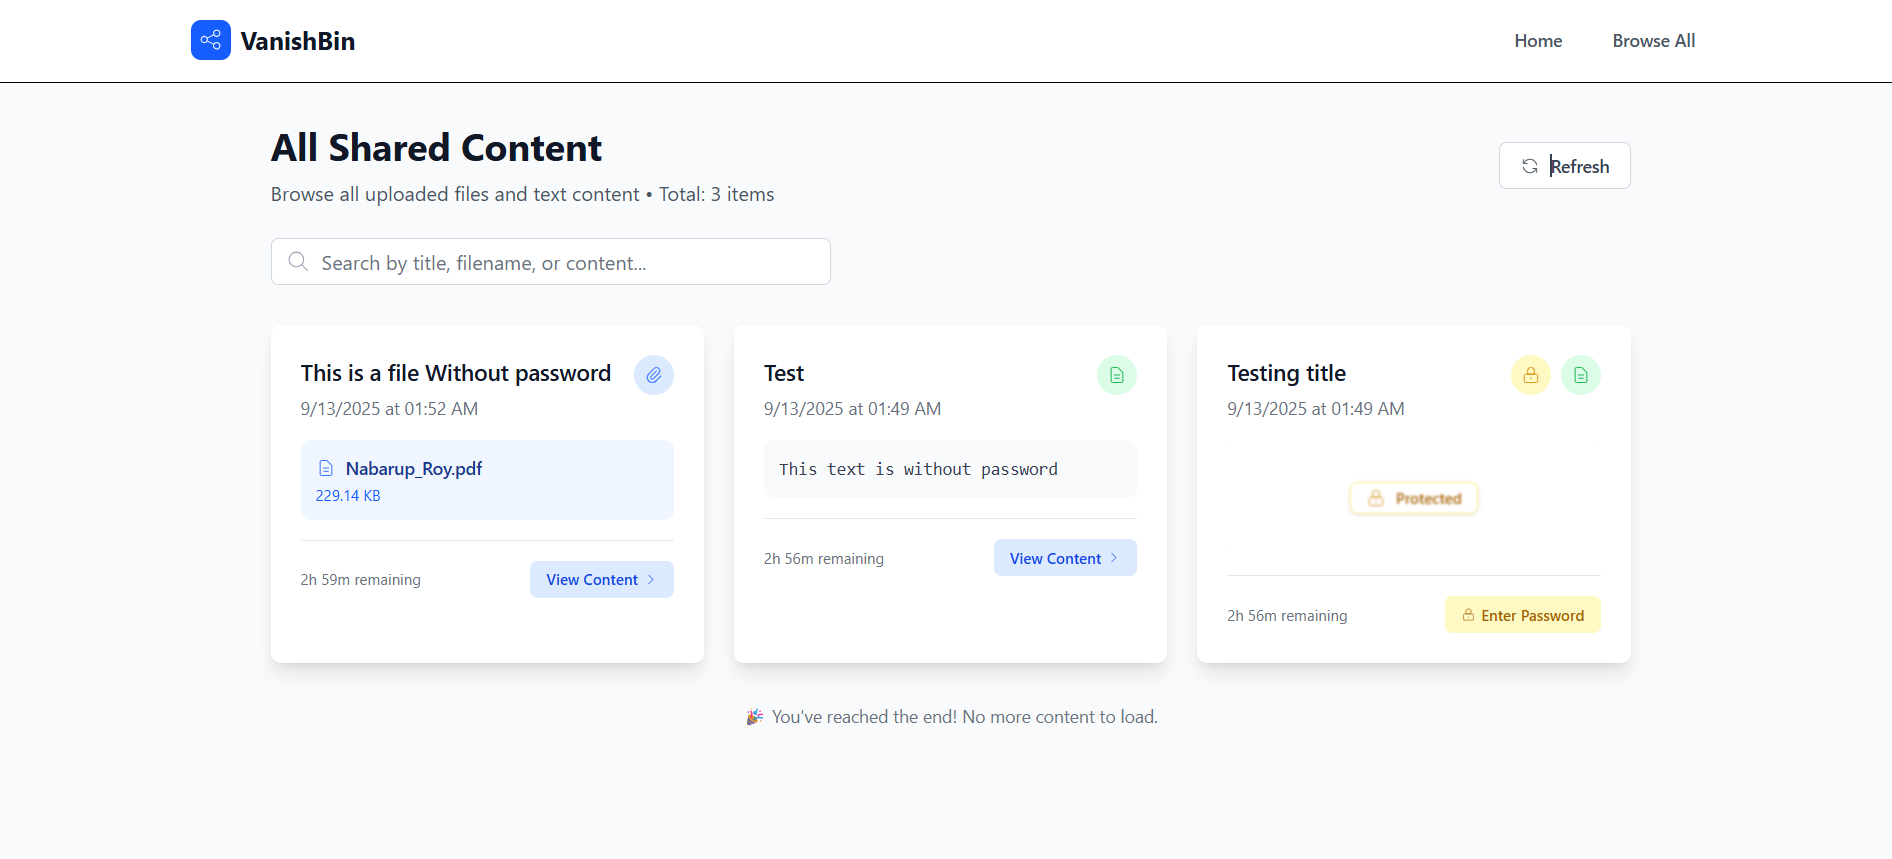 VanishBin
Home
Browse All
All Shared Content
Browse all uploaded files and text content • Total: 3 items
Refresh
Search by title, filename, or content...
This is a file Without password
9/13/2025 at 01:52 AM
Nabarup_Roy.pdf
229.14 KB
2h 59m remaining
View Content
Test
9/13/2025 at 01:49 AM
This text is without password
2h 56m remaining
View Content
Testing title
9/13/2025 at 01:49 AM
Protected
2h 56m remaining
Enter Password
🎉 You've reached the end! No more content to load.